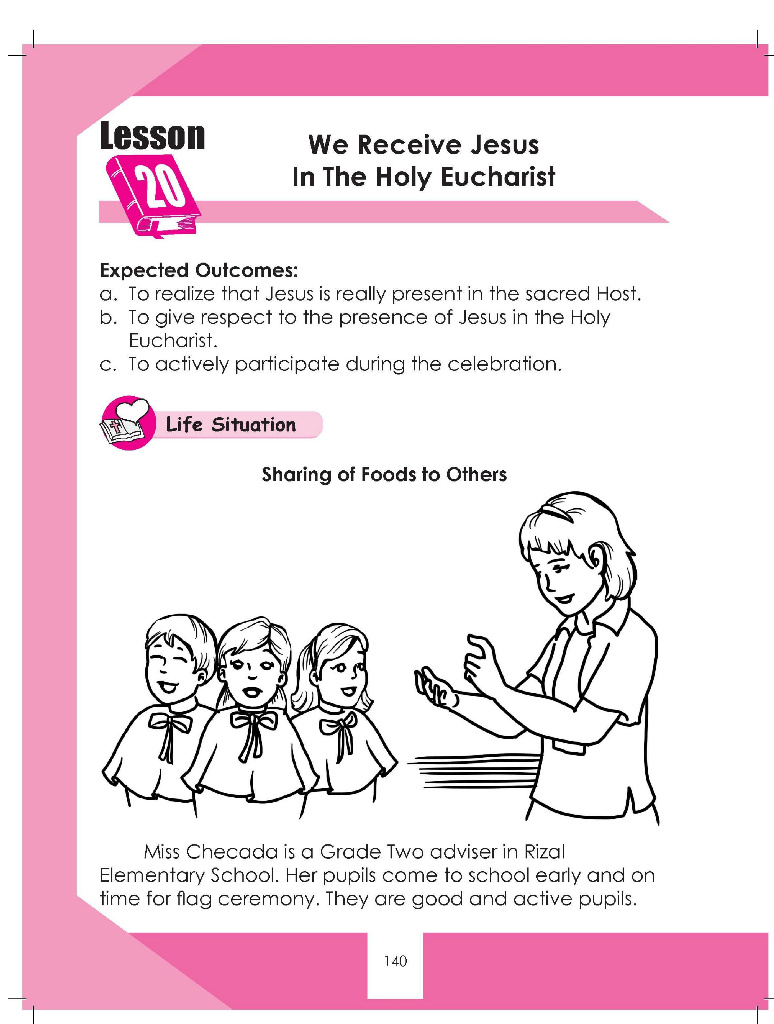 Lesson
20
We Receive Jesus
In The Holy Eucharist
Expected Outcomes:
a. To realize that Jesus is really present in the sacred Host.
b. To give respect to the presence of Jesus in the Holy
Eucharist.
c. To actively participate during the celebration.
Life Situation
Sharing of Foods to Others
Miss Checada is a Grade Two adviser in Rizal
Elementary School. Her pupils come to school early and on
time for flag ceremony. They are good and active pupils.
140